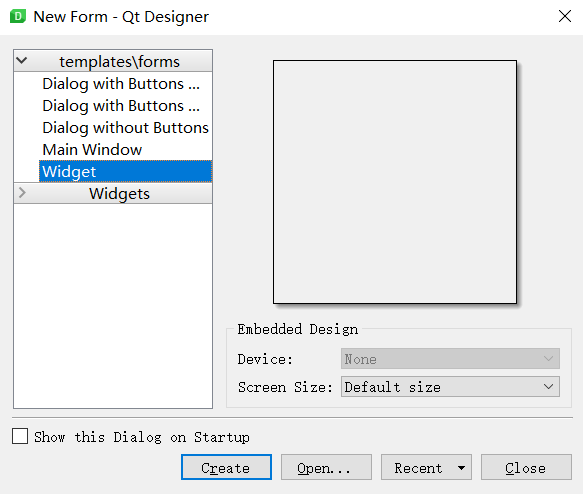 New Form - Qt Designer
templates\forms
Dialog with Buttons ...
Dialog with Buttons ...
Dialog without Buttons
Main Window
Widget
Widgets
Embedded Design
Device: None
Screen Size: Default size
Show this Dialog on Startup
Create Open... Recent Close